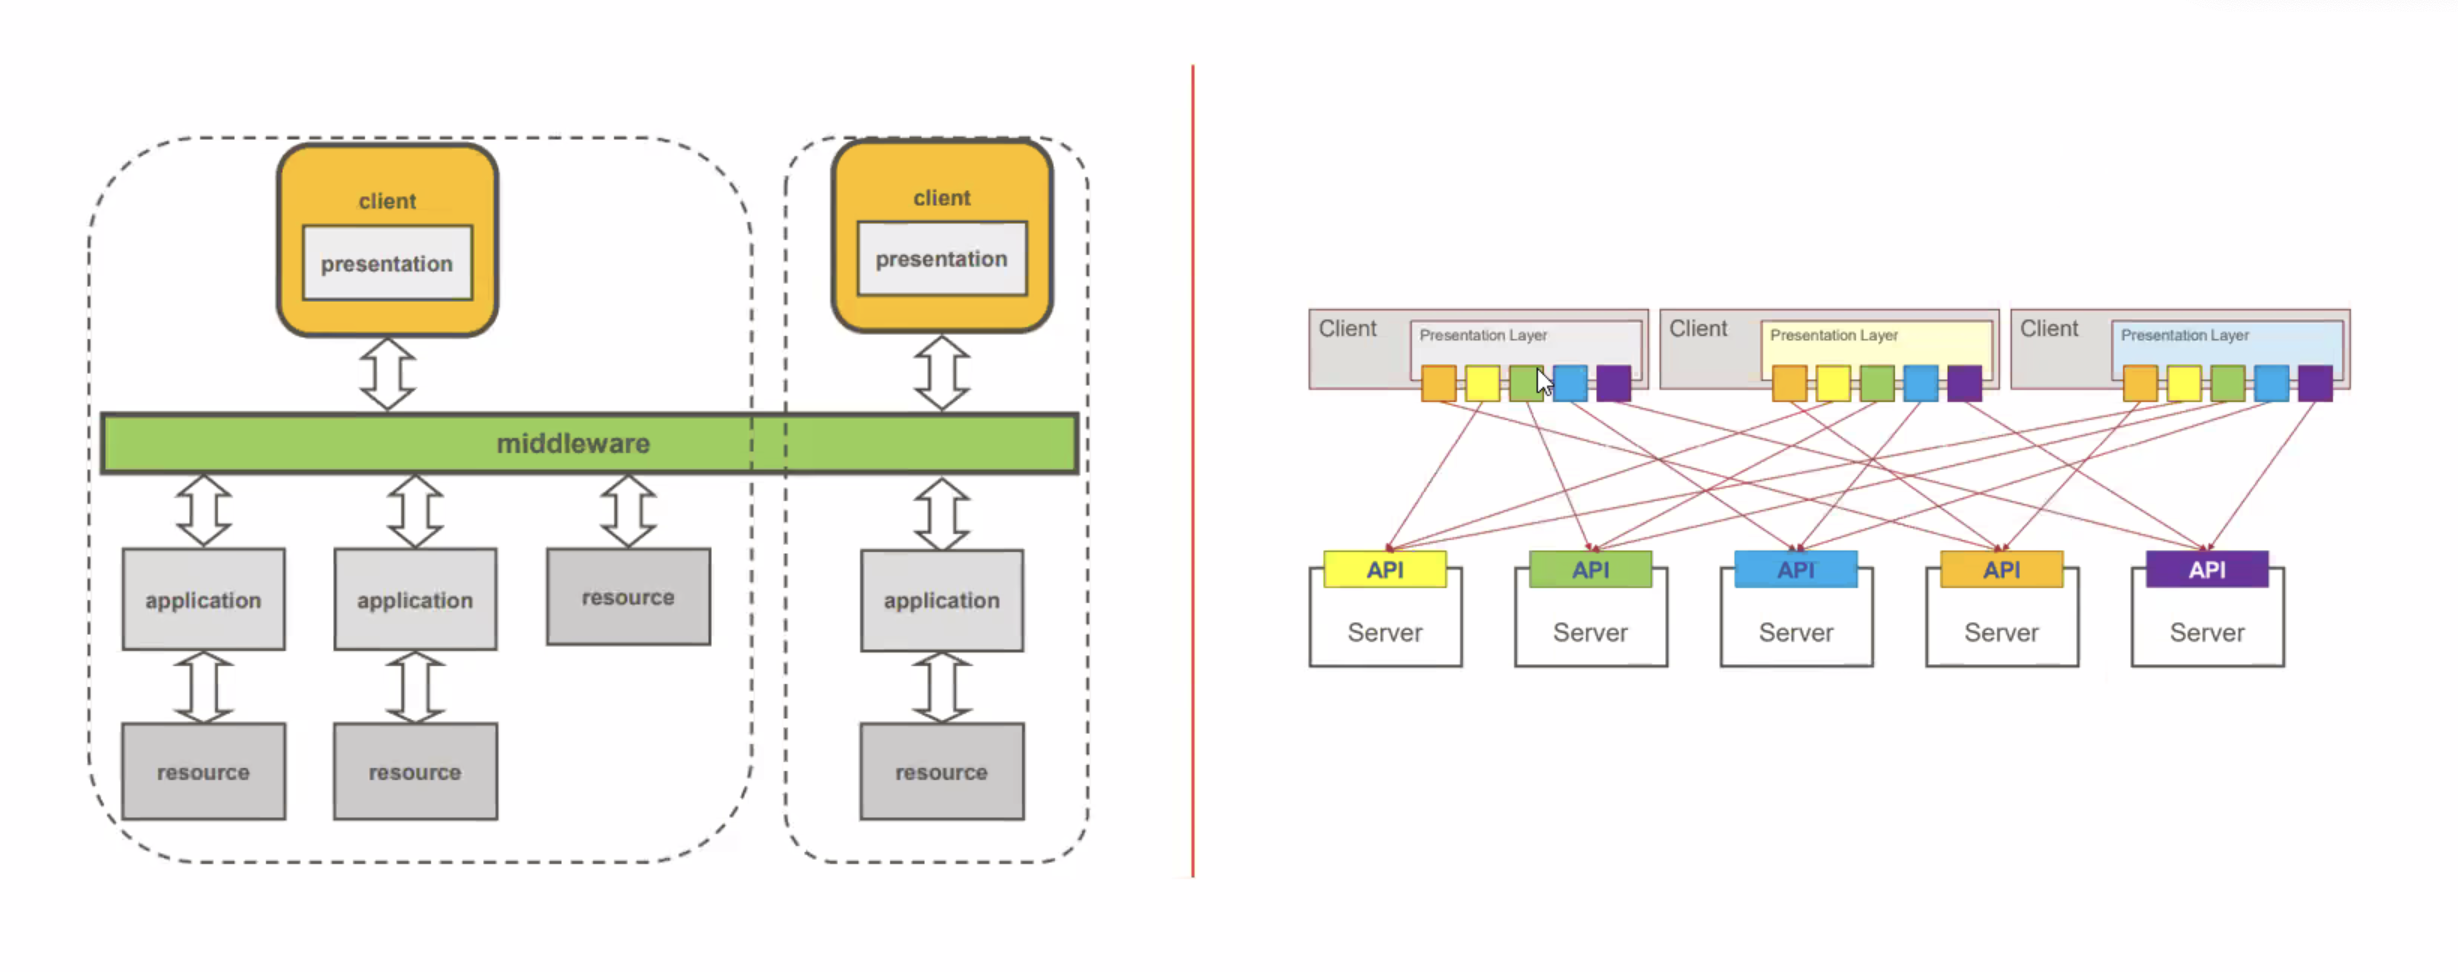 client
presentation
client
presentation
middleware
application
application
resource
application
resource
resource
resource
Client
Presentation Layer
Client
Presentation Layer
Client
Presentation Layer
API
API
API
API
API
Server
Server
Server
Server
Server